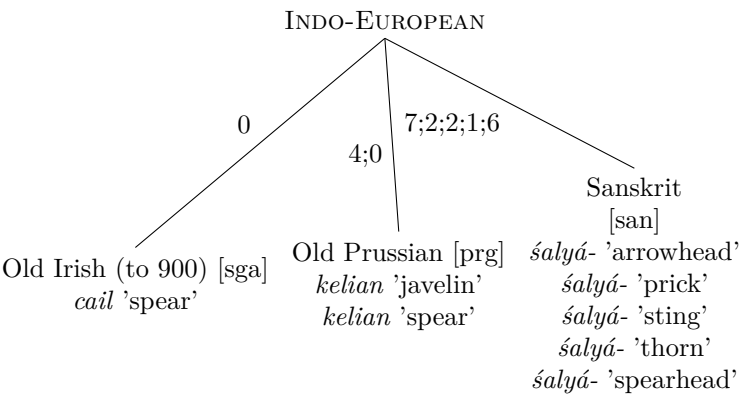 INDO-EUROPEAN
0
7;2;2;1;6
4;0
Old Irish (to 900) [sga]
cail 'spear’
Old Prussian [prg]
kelian 'javelin’
kelian 'spear’
Sanskrit
[san]
śalyá- 'arrowhead’
śalyá- 'prick’
śalyá- 'sting’
śalyá- 'thorn’
śalyá- 'spearhead’